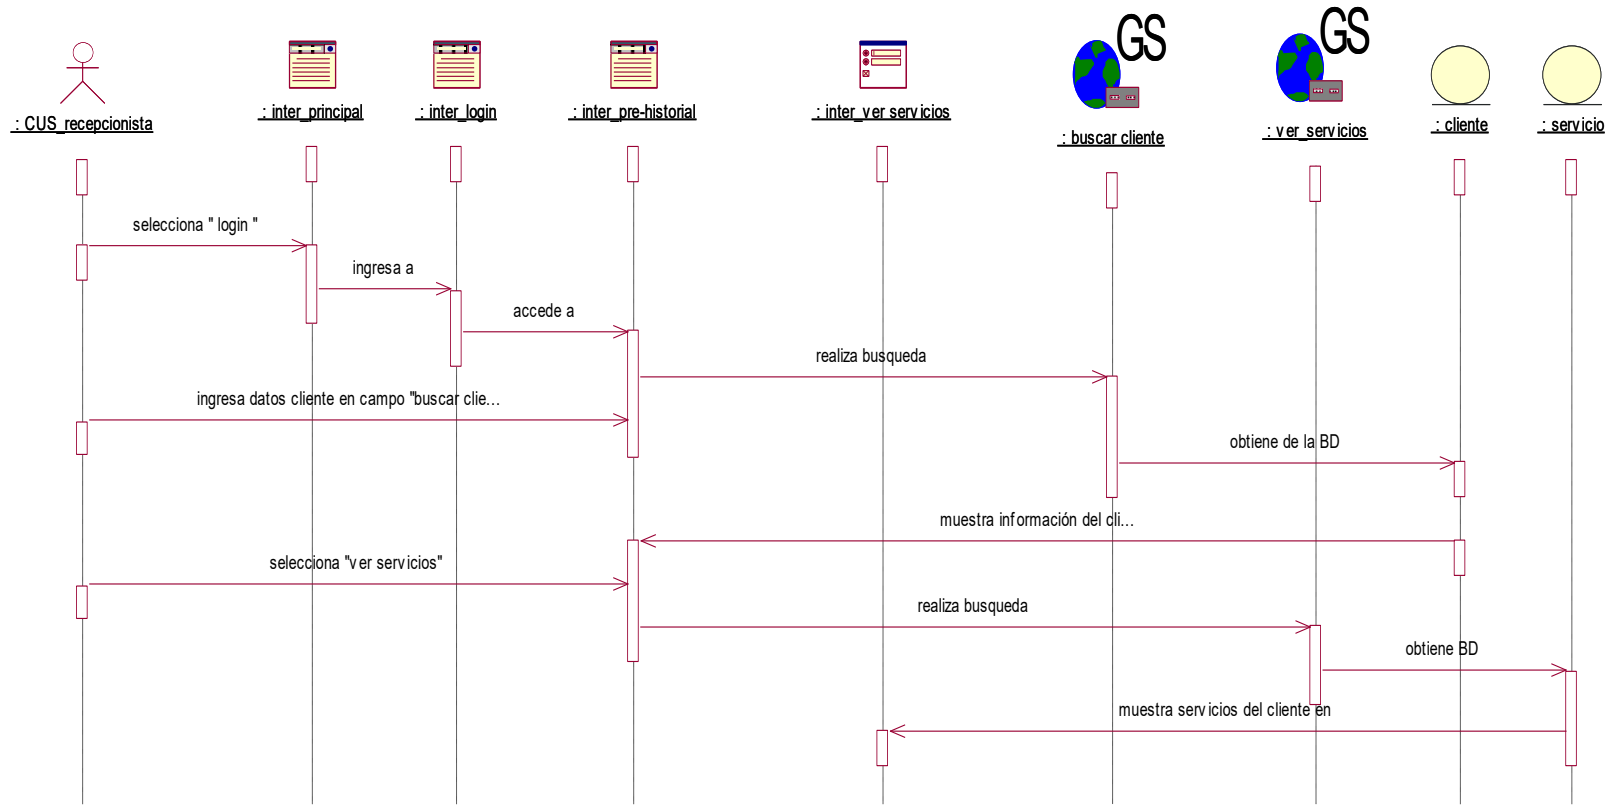 GS
GS
: CUS_recepcionista
: inter_principal
: inter_login
: inter_pre-historial
: inter_ver servicios
: buscar cliente
: ver_servicios
: cliente
: servicio
selecciona " login "
ingresa a
accede a
realiza busqueda
ingresa datos cliente en campo "buscar clie...
obtiene de la BD
muestra información del cli...
selecciona "ver servicios"
realiza busqueda
obtiene BD
muestra servicios del cliente en